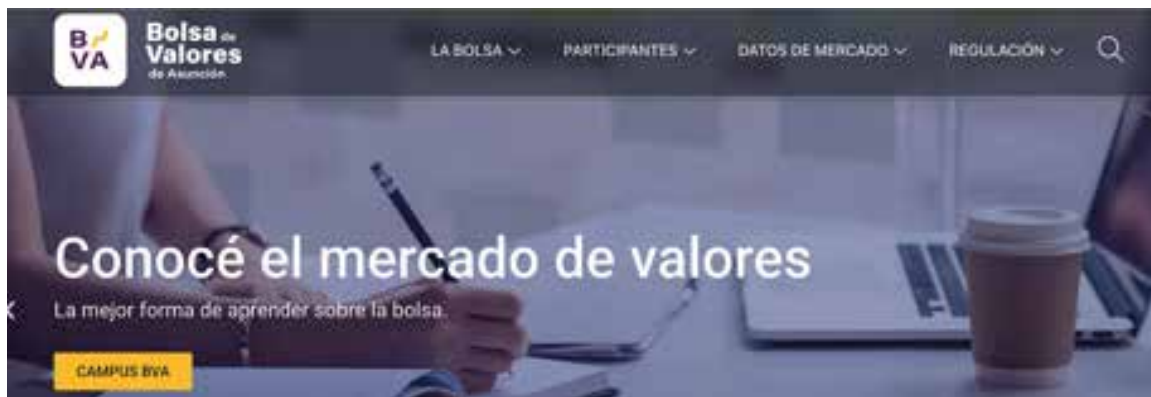 B
VA
Bolsa de
Valores
de Asunción
LA BOLSA
PARTICIPANTES
DATOS DE MERCADO
REGULACIÓN
Conocé el mercado de valores
La mejor forma de aprender sobre la bolsa.
CAMPUS BVA